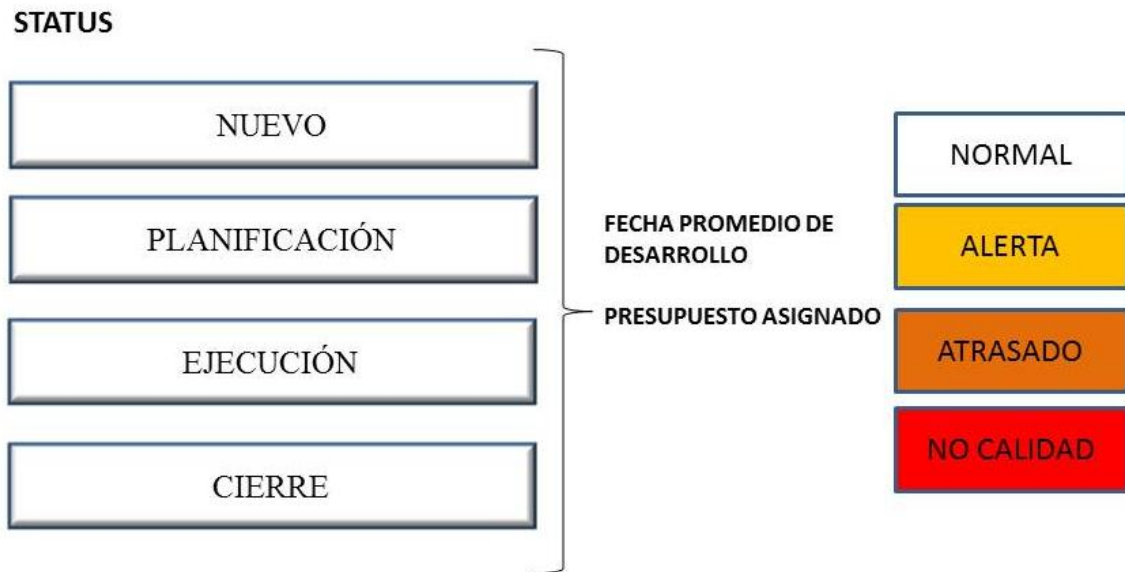 STATUS
NUEVO
PLANIFICACIÓN
EJECUCIÓN
CIERRE
FECHA PROMEDIO DE
DESARROLLO
PRESUPUESTO ASIGNADO
NORMAL
ALERTA
ATRASADO
NO CALIDAD